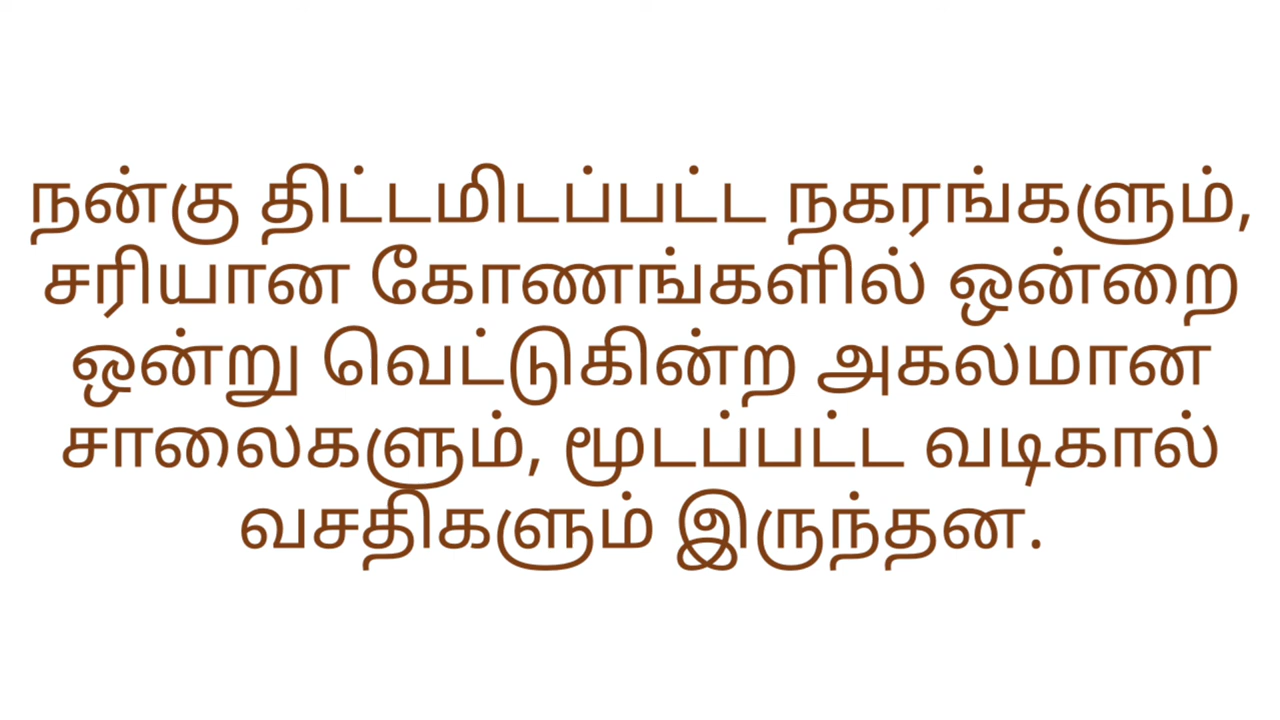 நன்கு திட்டமிடப்பட்ட நகரங்களும்,
சரியான கோணங்களில் ஒன்றை
ஒன்று வெட்டுகின்ற அகலமான
சாலைகளும், மூடப்பட்ட வடிகால்
வசதிகளும் இருந்தன.